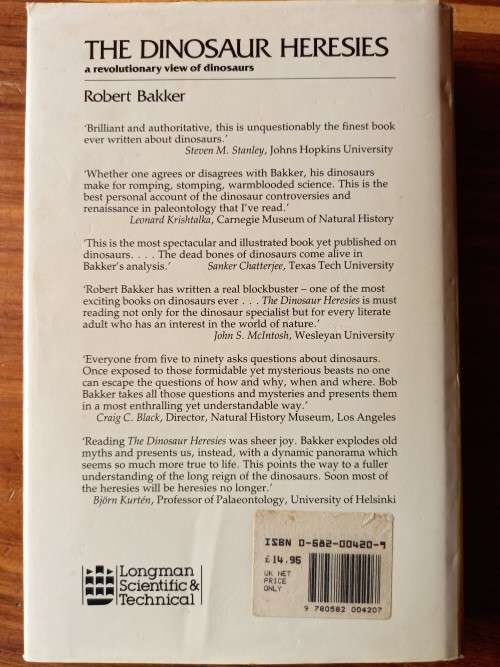 THE DINOSAUR HERESIES
a revolutionary view of dinosaurs
Robert Bakker
‘Brilliant and authoritative, this is unquestionably the finest book
ever written about dinosaurs.’
Steven M. Stanley, Johns Hopkins University
‘Whether one agrees or disagrees with Bakker, his dinosaurs
make for romping, stomping, warmblooded science. This is the
best personal account of the dinosaur controversies and
renaissance in paleontology that I’ve read.’
Leonard Krishtalka, Carnegie Museum of Natural History
‘This is the most spectacular and illustrated book yet published on
dinosaurs. . . . The dead bones of dinosaurs come alive in
Bakker’s analysis.’ Sanker Chatterjee, Texas Tech University
‘Robert Bakker has written a real blockbuster – one of the most
exciting books on dinosaurs ever . . . The Dinosaur Heresies is must
reading not only for the dinosaur specialist but for every literate
adult who has an interest in the world of nature.’
John S. McIntosh, Wesleyan University
‘Everyone from five to ninety asks questions about dinosaurs.
Once exposed to those formidable yet mysterious beasts no one
can escape the questions of how and why, when and where. Bob
Bakker takes all those questions and mysteries and presents them
in a most enthralling yet understandable way.’
Craig C. Black, Director, Natural History Museum, Los Angeles
‘Reading The Dinosaur Heresies was sheer joy. Bakker explodes old
myths and presents us, instead, with a dynamic panorama which
seems so much more true to life. This points the way to a fuller
understanding of the long reign of the dinosaurs. Soon most of
the heresies will be heresies no longer.’
Björn Kurtén, Professor of Palaeontology, University of Helsinki
ISBN 0-582-00420-9
£14.95
UK NET
PRICE
ONLY
9 780582 004207
Longman
Scientific &
Technical